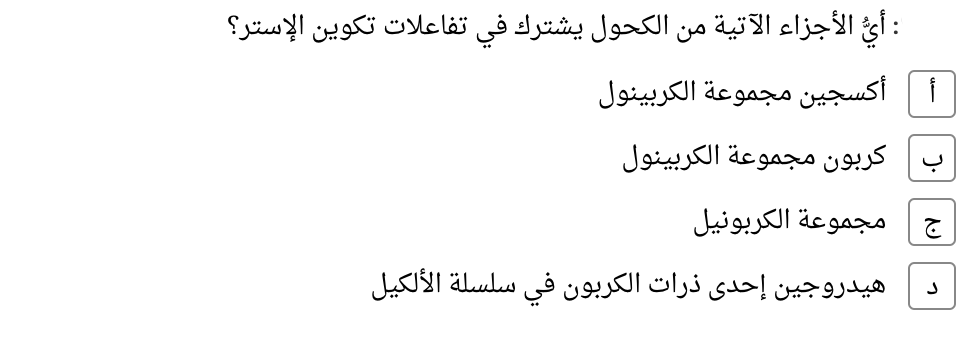 : أيُّ الأجزاء الآتية من الكحول يشترك في تفاعلات تكوين الإستر؟
أ أكسجين مجموعة الكربينول
ب كربون مجموعة الكربينول
ج مجموعة الكربونيل
د هيدروجين إحدى ذرات الكربون في سلسلة الألكيل